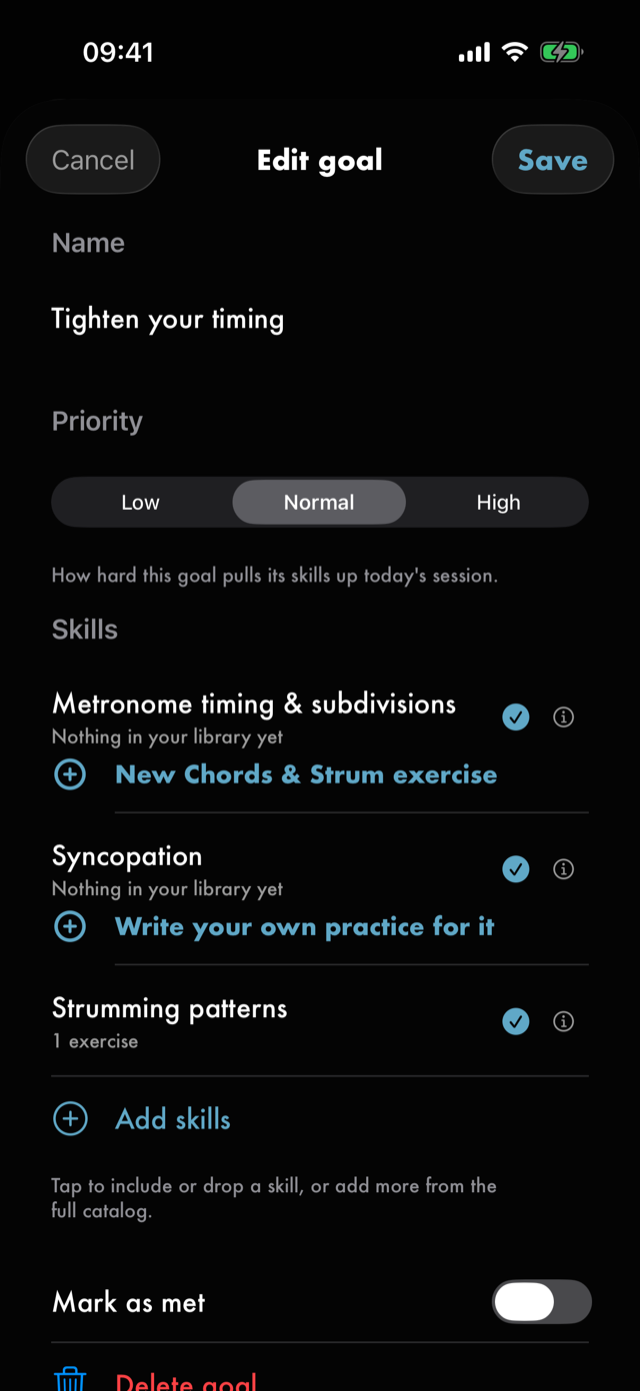 09:41
Cancel
Edit goal
Save
Name
Tighten your timing
Priority
Low
Normal
High
How hard this goal pulls its skills up today's session.
Skills
Metronome timing & subdivisions
Nothing in your library yet
New Chords & Strum exercise
Syncopation
Nothing in your library yet
Write your own practice for it
Strumming patterns
1 exercise
Add skills
Tap to include or drop a skill, or add more from the
full catalog.
Mark as met
Delete goal